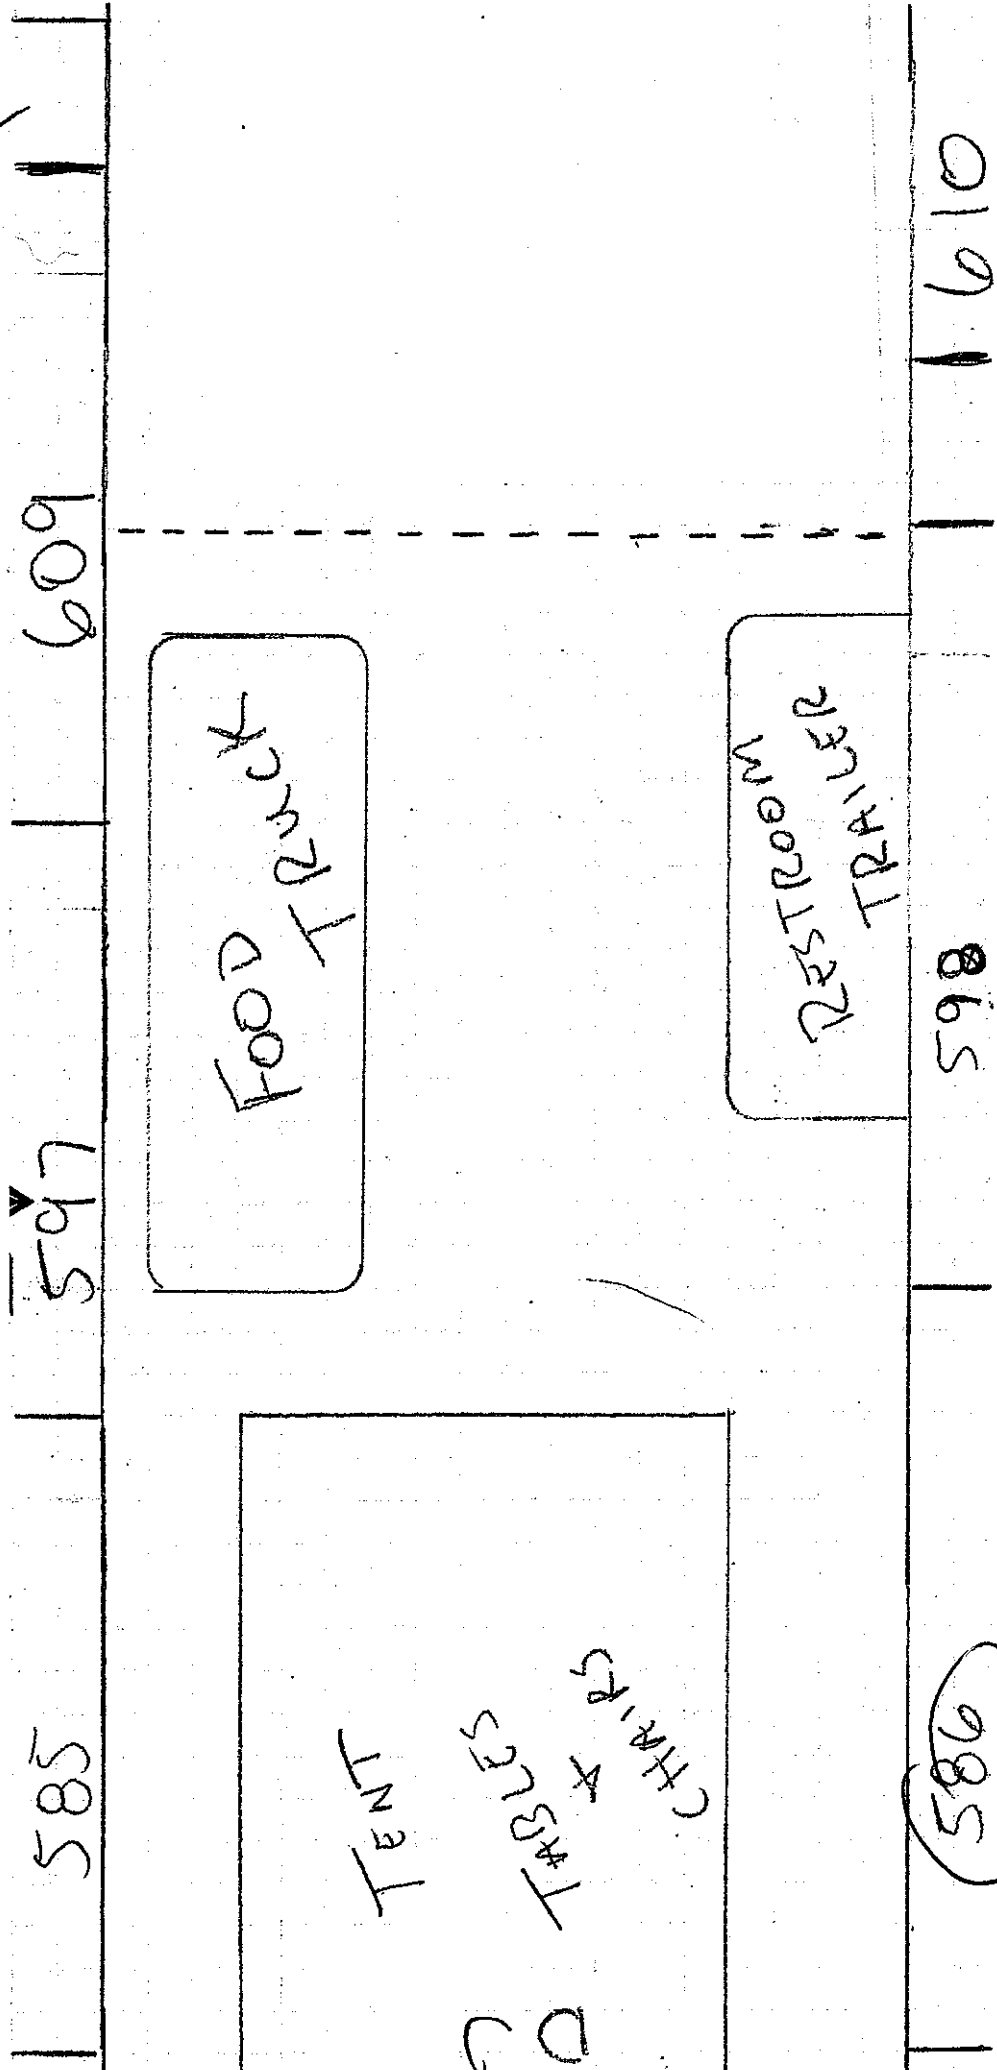 609
597
585
FOOD
TRUCK
TENT
TABLES
&
CHAIRS
RESTROOM
TRAILER
610
598
586